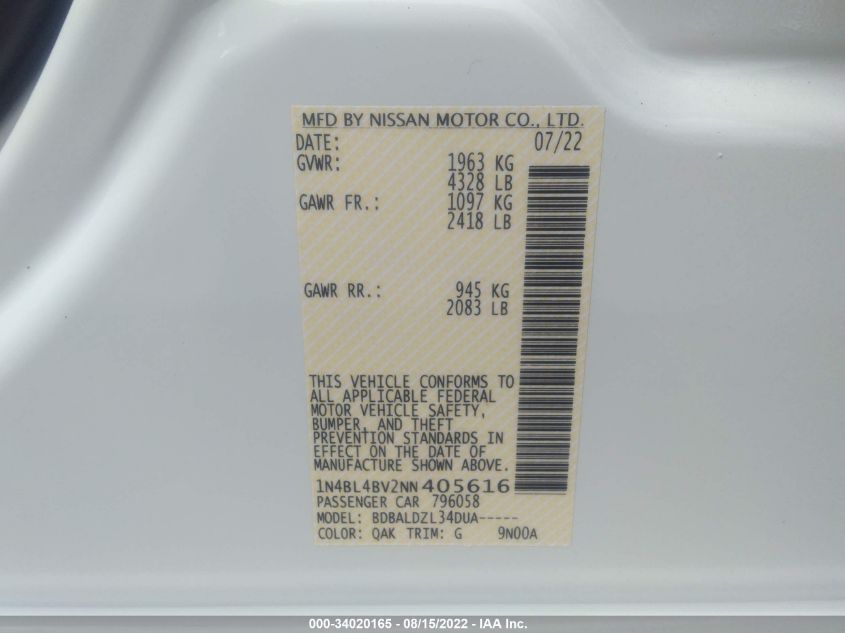 MFD BY NISSAN MOTOR CO., LTD.
DATE: 07/22
GVWR: 1963 KG
4328 LB
GAWR FR.: 1097 KG
2418 LB
GAWR RR.: 945 KG
2083 LB
THIS VEHICLE CONFORMS TO
ALL APPLICABLE FEDERAL
MOTOR VEHICLE SAFETY,
BUMPER, AND THEFT
PREVENTION STANDARDS IN
EFFECT ON THE DATE OF
MANUFACTURE SHOWN ABOVE.
1N4BL4BV2NN405616
PASSENGER CAR 796058
MODEL: BDBALDZL34DUA-----
COLOR: QAK TRIM: G 9N00A
000-34020165 - 08/15/2022 - IAA Inc.